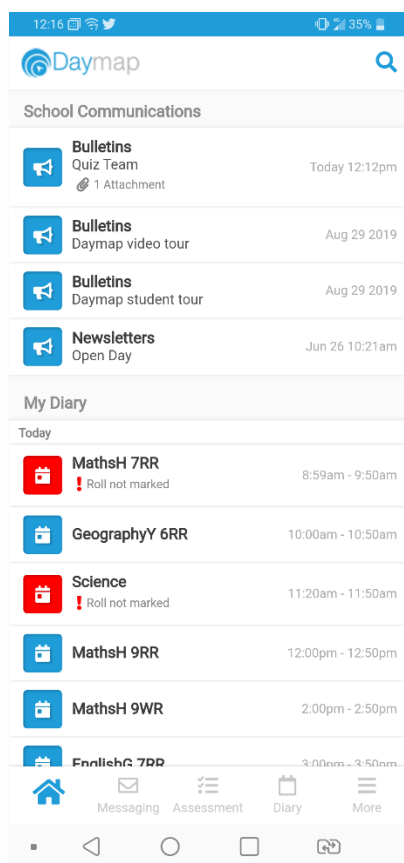 12:16
35%
Daymap
School Communications
Bulletins
Quiz Team
Today 12:12pm
1 Attachment
Bulletins
Daymap video tour
Aug 29 2019
Bulletins
Daymap student tour
Aug 29 2019
Newsletters
Open Day
Jun 26 10:21am
My Diary
Today
MathsH 7RR
Roll not marked
8:59am - 9:50am
GeographyY 6RR
10:00am - 10:50am
Science
Roll not marked
11:20am - 11:50am
MathsH 9RR
12:00pm - 12:50pm
MathsH 9WR
2:00pm - 2:50pm
EnglishG 7RR
3:00pm - 3:50pm
Messaging
Assessment
Diary
More